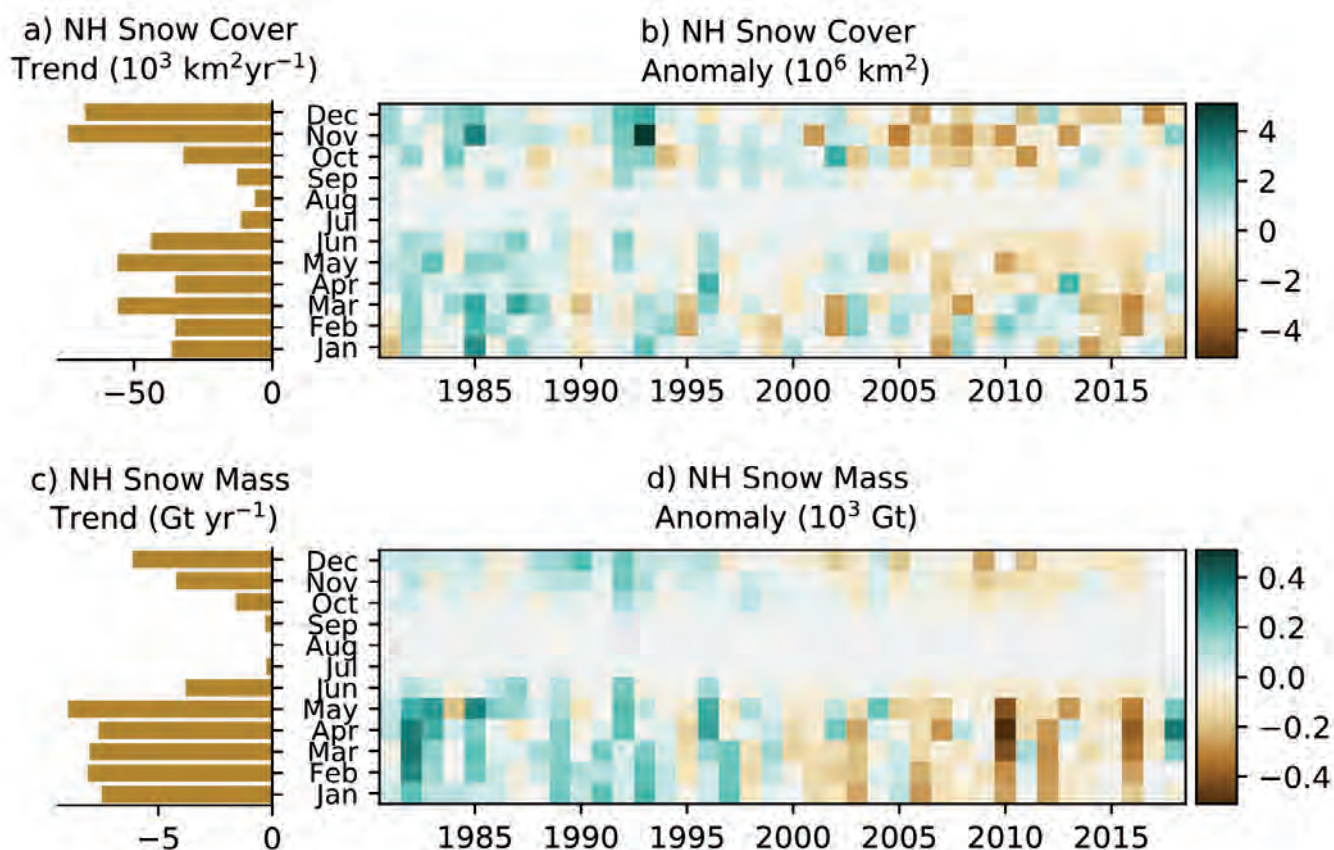 a) NH Snow Cover
Trend (10³ km²yr⁻¹)
b) NH Snow Cover
Anomaly (10⁶ km²)
Dec
Nov
Oct
Sep
Aug
Jul
Jun
May
Apr
Mar
Feb
Jan
−50 0
1985 1990 1995 2000 2005 2010 2015
4
2
0
−2
−4
c) NH Snow Mass
Trend (Gt yr⁻¹)
d) NH Snow Mass
Anomaly (10³ Gt)
Dec
Nov
Oct
Sep
Aug
Jul
Jun
May
Apr
Mar
Feb
Jan
−5 0
1985 1990 1995 2000 2005 2010 2015
0.4
0.2
0.0
−0.2
−0.4